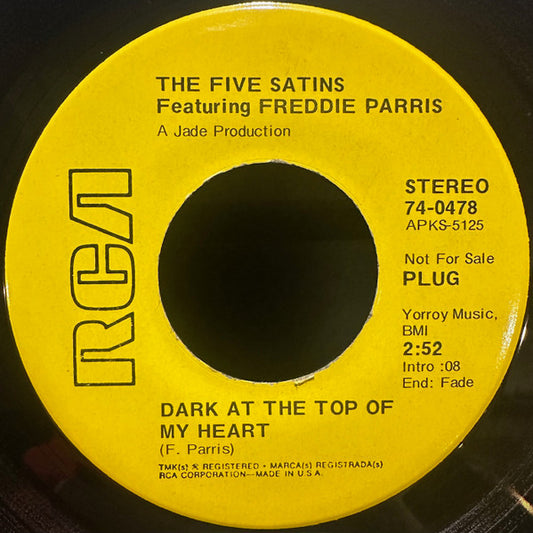 THE FIVE SATINS
Featuring FREDDIE PARRIS
A Jade Production
RCA
STEREO
74-0478
APKS-5125
Not For Sale
PLUG
Yorroy Music,
BMI
2:52
Intro :08
End: Fade
DARK AT THE TOP OF
MY HEART
(F. Parris)
TMK(s) ® REGISTERED • MARCA(s) REGISTRADA(s)
RCA CORPORATION—MADE IN U.S.A.